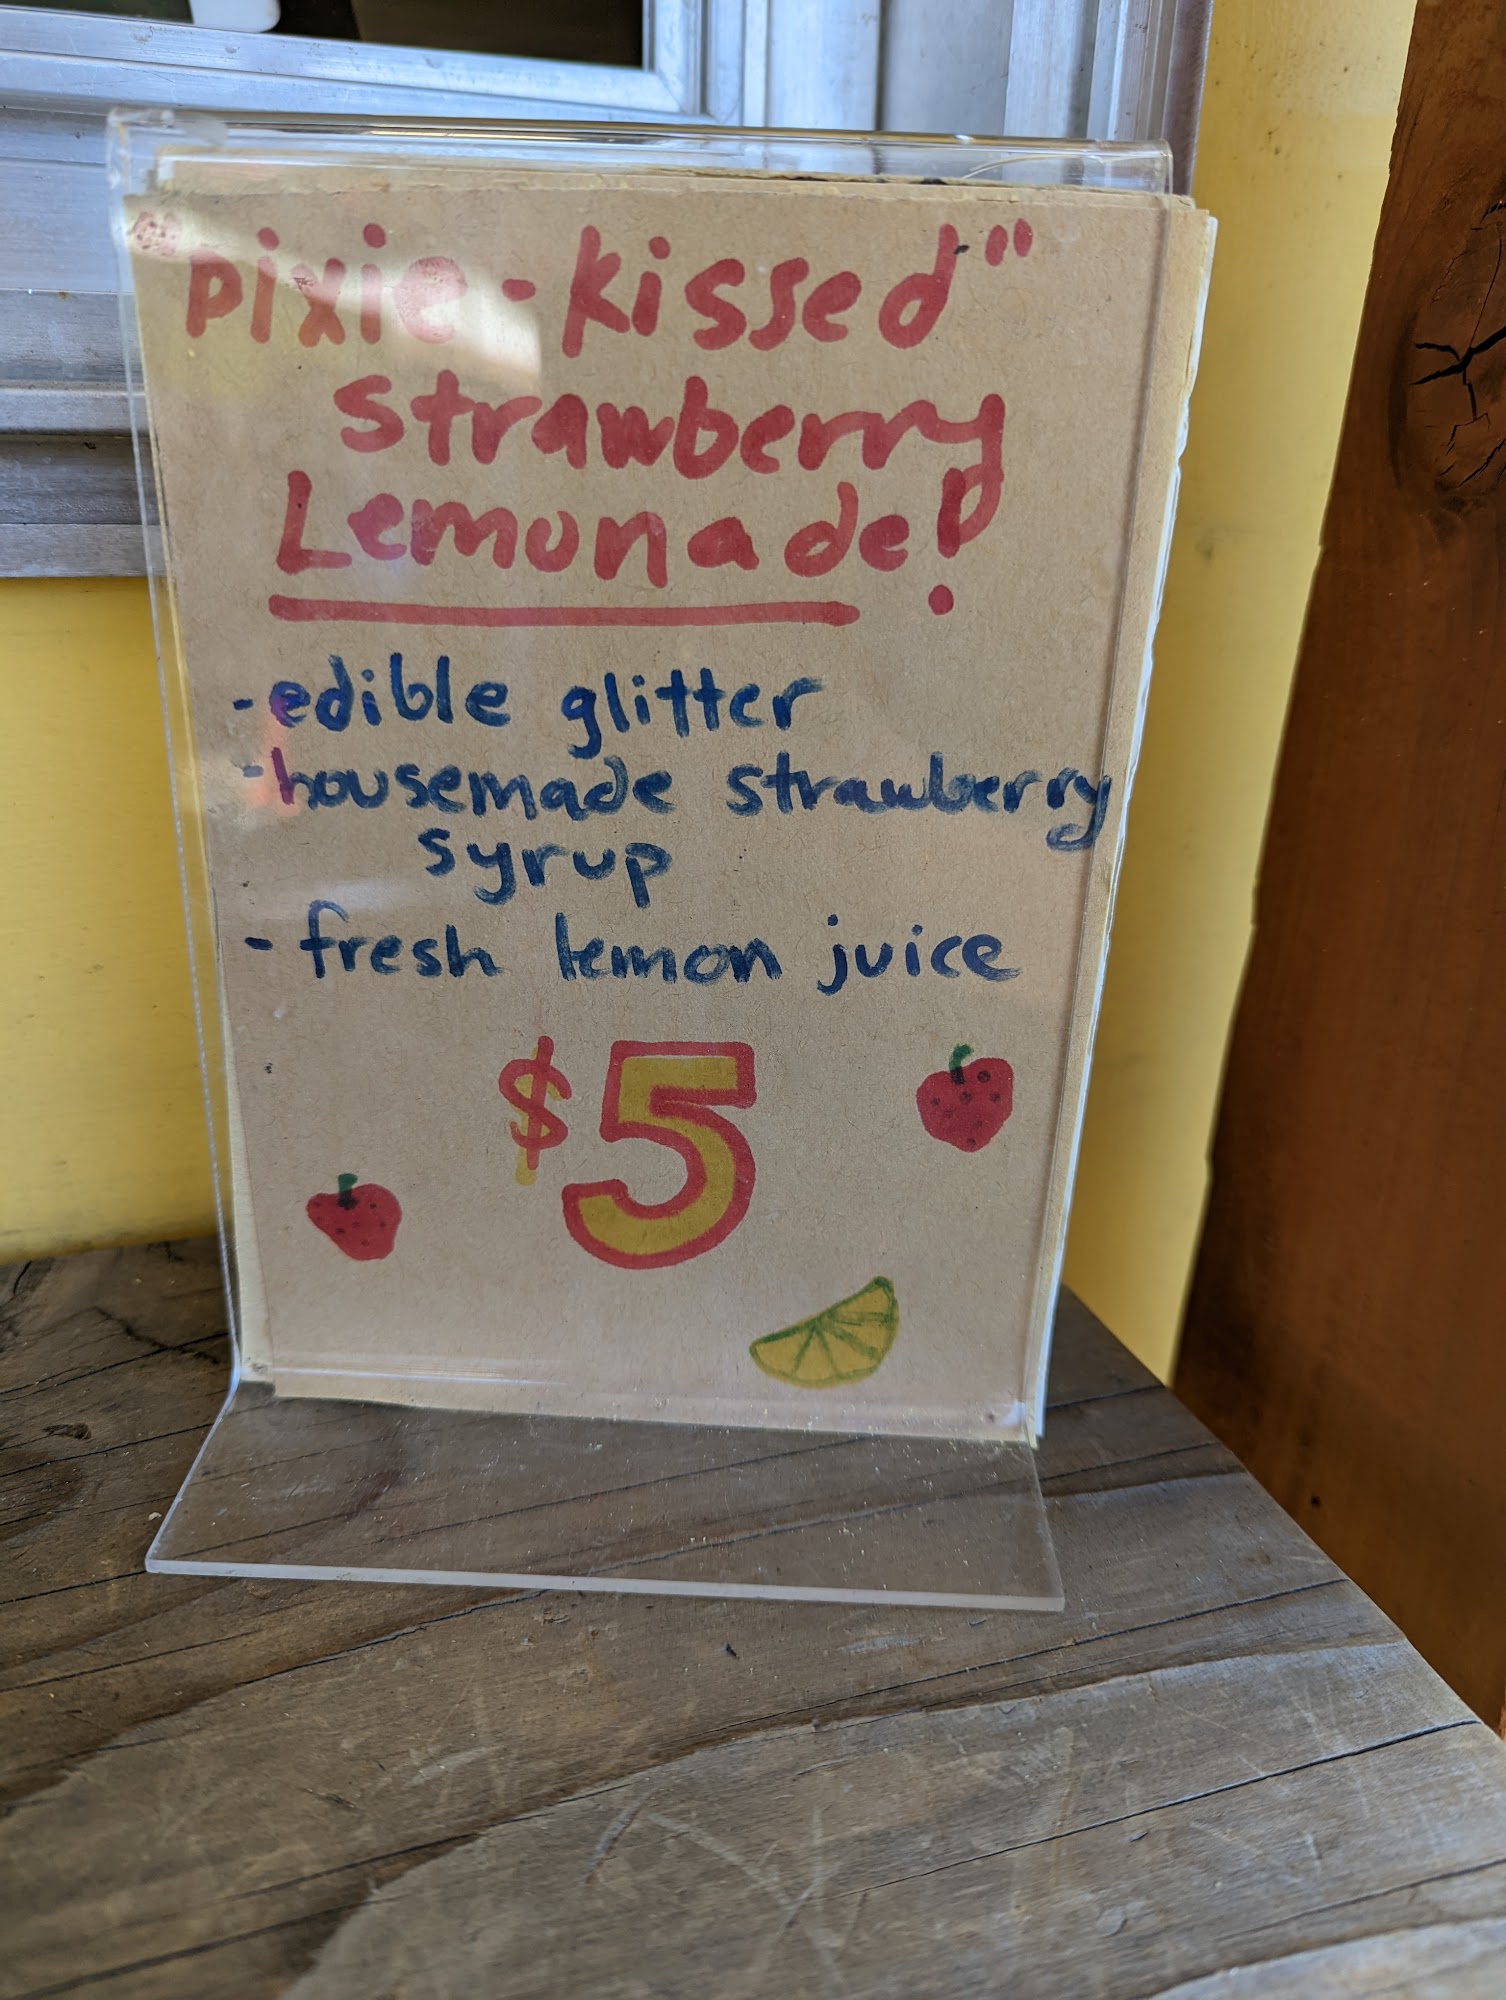 "pixie-kissed"
strawberry
Lemonade!
- edible glitter
- housemade strawberry
syrup
- fresh lemon juice
$5